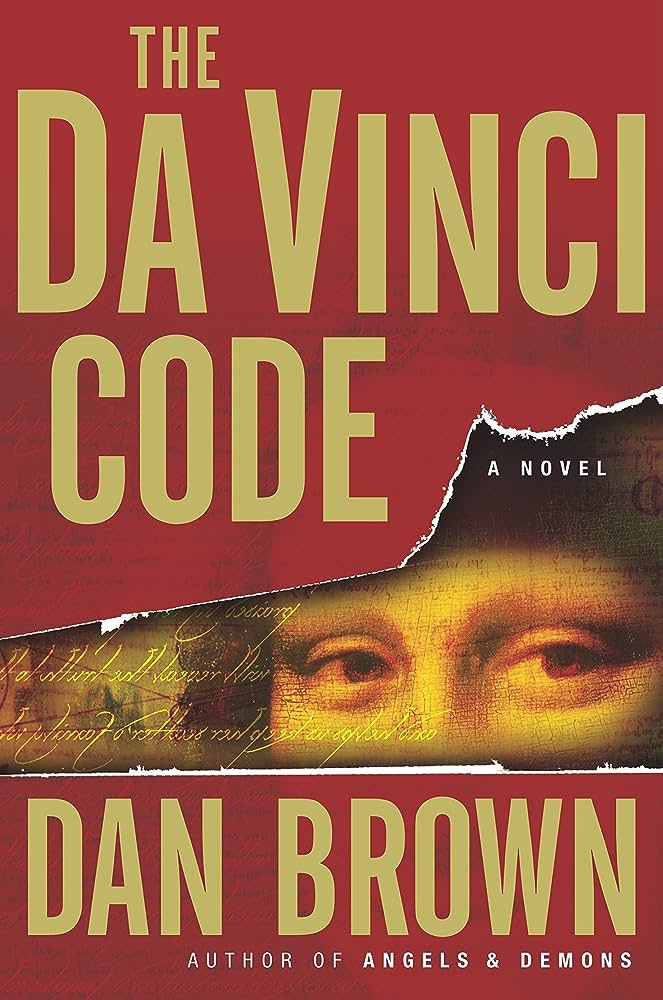 THE
DA VINCI
CODE
A NOVEL
DAN BROWN
AUTHOR OF ANGELS & DEMONS